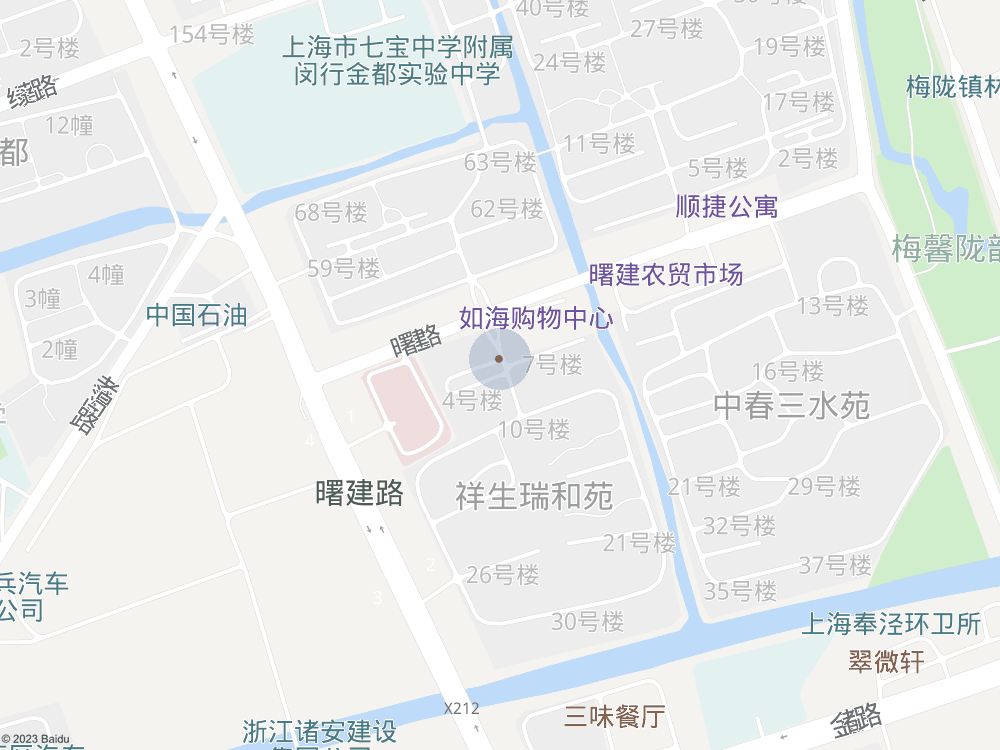 40号楼
30号楼
154号楼
27号楼
2号楼
上海市七宝中学附属
闵行金都实验中学
19号楼
24号楼
梅陇镇林
17号楼
12幢
都
11号楼
63号楼
2号楼
5号楼
68号楼
62号楼
顺捷公寓
梅馨陇韵
59号楼
4幢
曙建农贸市场
3幢
13号楼
中国石油
如海购物中心
曙建路
2幢
7号楼
16号楼
4号楼
中春三水苑
1
10号楼
4
曙建路
祥生瑞和苑
21号楼
29号楼
32号楼
21号楼
2
26号楼
37号楼
兵汽车
公司
3
35号楼
30号楼
上海奉泾环卫所
翠微轩
X212
三味餐厅
浙江诸安建设
© 2023 Baidu